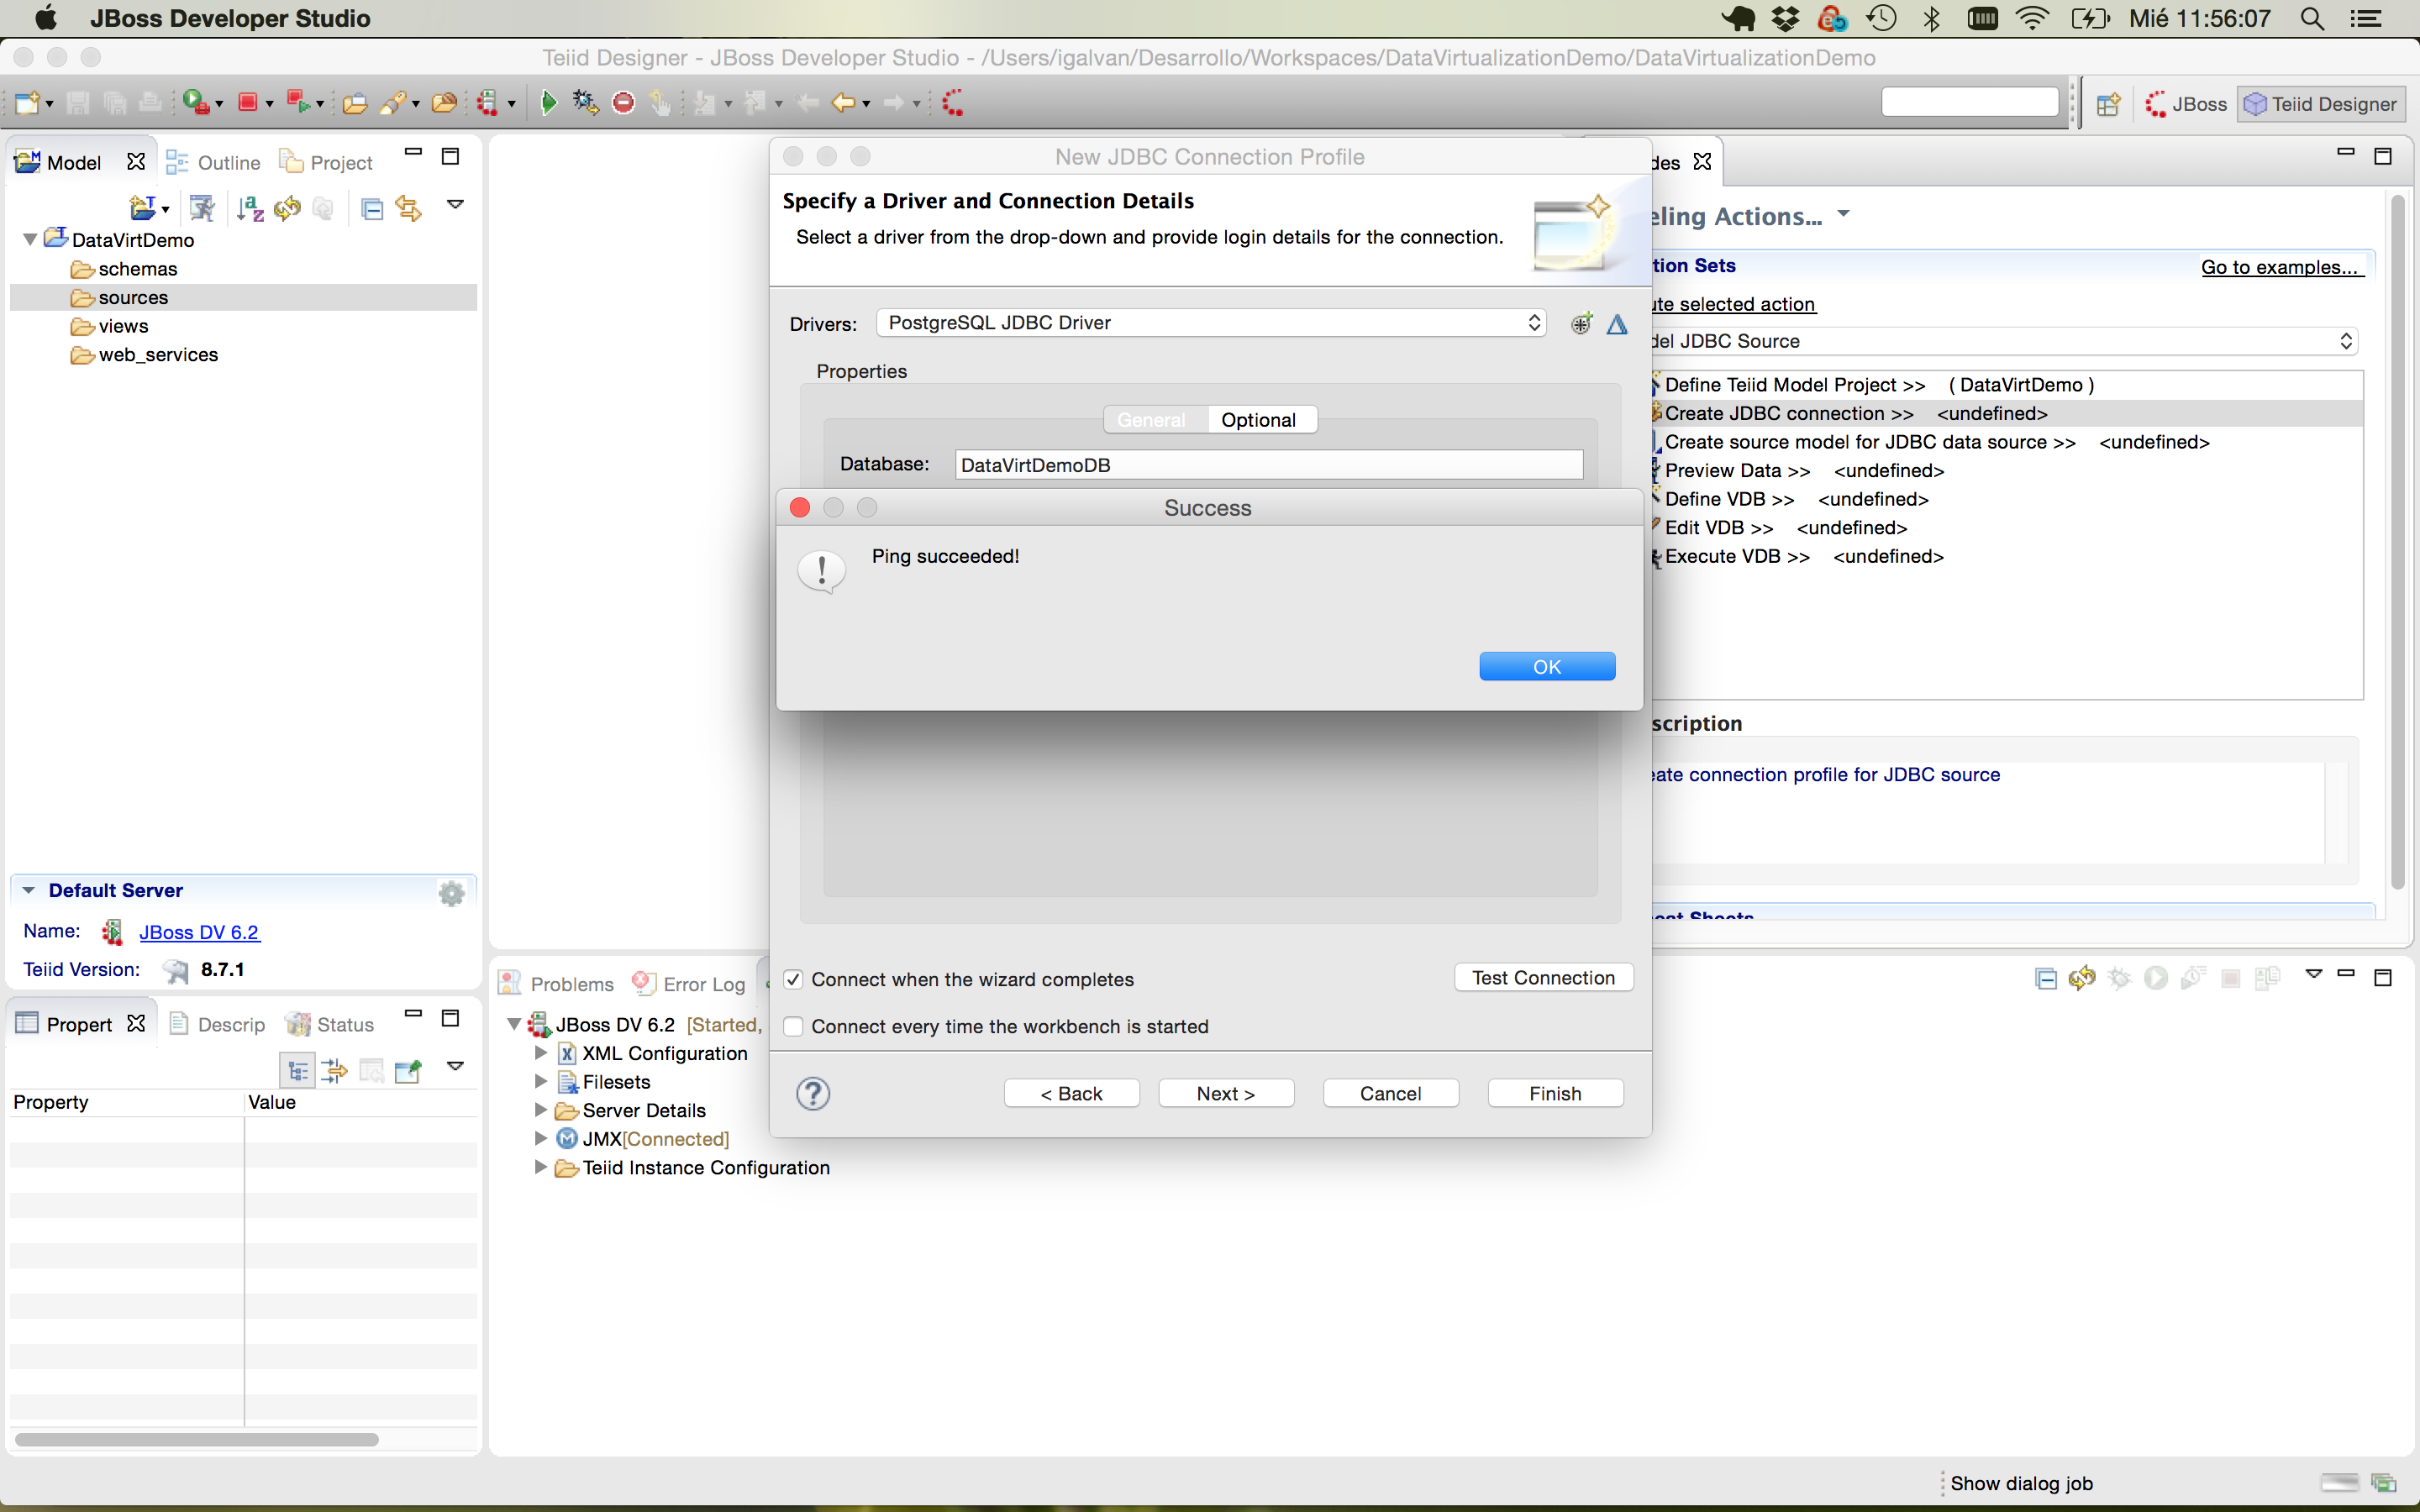 JBoss Developer Studio
Mié 11:56:07
Teiid Designer - JBoss Developer Studio - /Users/igalvan/Desarrollo/Workspaces/DataVirtualizationDemo/DataVirtualizationDemo
JBoss
Teiid Designer
Model
Outline
Project
DataVirtDemo
schemas
sources
views
web_services
Default Server
Name:
JBoss DV 6.2
Teiid Version:
8.7.1
Propert
Descrip
Status
Property
Value
New JDBC Connection Profile
Specify a Driver and Connection Details
Select a driver from the drop-down and provide login details for the connection.
Drivers:
PostgreSQL JDBC Driver
Properties
General
Optional
Database:
DataVirtDemoDB
Success
Ping succeeded!
OK
Connect when the wizard completes
Test Connection
Connect every time the workbench is started
< Back
Next >
Cancel
Finish
des
eling Actions...
tion Sets
Go to examples...
ute selected action
del JDBC Source
Define Teiid Model Project >> ( DataVirtDemo )
Create JDBC connection >> <undefined>
Create source model for JDBC data source >> <undefined>
Preview Data >> <undefined>
Define VDB >> <undefined>
Edit VDB >> <undefined>
Execute VDB >> <undefined>
scription
eate connection profile for JDBC source
eat Sheets
Problems
Error Log
JBoss DV 6.2 [Started,
XML Configuration
Filesets
Server Details
JMX[Connected]
Teiid Instance Configuration
Show dialog job